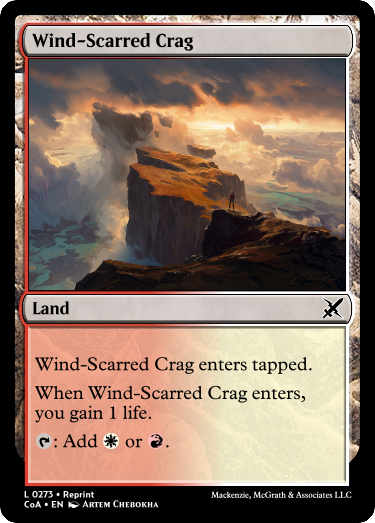 Wind-Scarred Crag
Land
Wind-Scarred Crag enters tapped.
When Wind-Scarred Crag enters,
you gain 1 life.
: Add or .
L 0273 • Reprint
CoA • EN Artem Chebokha
Mackenzie, McGrath & Associates LLC